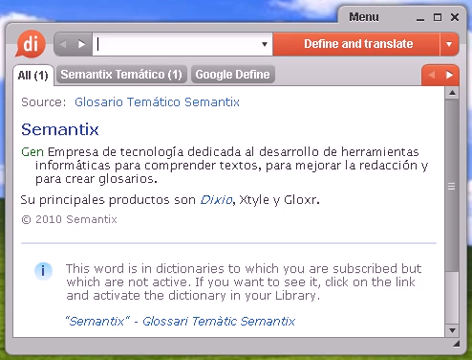 Menu
di
Define and translate
All (1)
Semantix Temático (1)
Google Define
Source: Glosario Temático Semantix
Semantix
Gen Empresa de tecnología dedicada al desarrollo de herramientas
informáticas para comprender textos, para mejorar la redacción y
para crear glosarios.
Su principales productos son Dixio, Xtyle y Gloxr.
© 2010 Semantix
i
This word is in dictionaries to which you are subscribed but
which are not active. If you want to see it, click on the link
and activate the dictionary in your Library.
"Semantix" - Glossari Temàtic Semantix